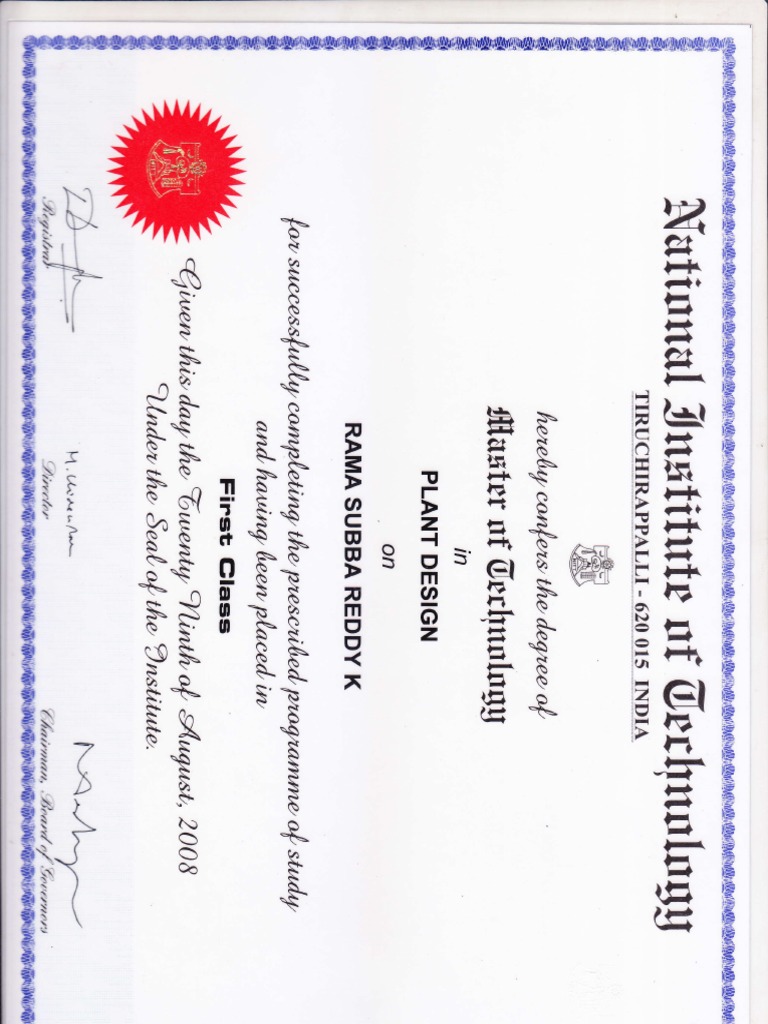 National Institute of Technology
TIRUCHIRAPPALLI - 620 015 INDIA
hereby confers the degree of
Master of Technology
in
PLANT DESIGN
on
RAMA SUBBA REDDY K
for successfully completing the prescribed programme of study
and having been placed in
First Class
Given this day the Twenty Ninth of August, 2008
Under the Seal of the Institute.
Registrar
Director
Chairman, Board of Governors